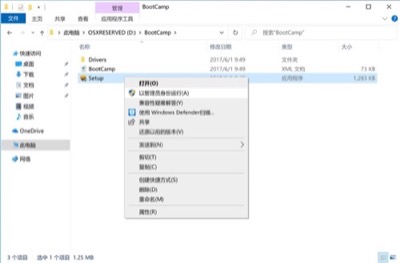 管理
BootCamp
文件
主页
共享
查看
应用程序工具
此电脑 › OSXRESERVED (D:) › BootCamp ›
搜索"BootCamp"
名称
修改日期
类型
大小
快速访问
桌面
下载
文档
图片
视频
音乐
OneDrive
此电脑
网络
Drivers
2017/6/1 9:49
文件夹
BootCamp
2017/6/1 9:49
XML 文档
73 KB
Setup
2017/6/1 9:49
应用程序
打开(O)
以管理员身份运行(A)
兼容性疑难解答(Y)
使用 Windows Defender扫描...
共享
还原以前的版本(V)
发送到(N)
剪切(T)
复制(C)
创建快捷方式(S)
删除(D)
重命名(M)
属性(R)
3 个项目
选中 1 个项目 1.25 MB